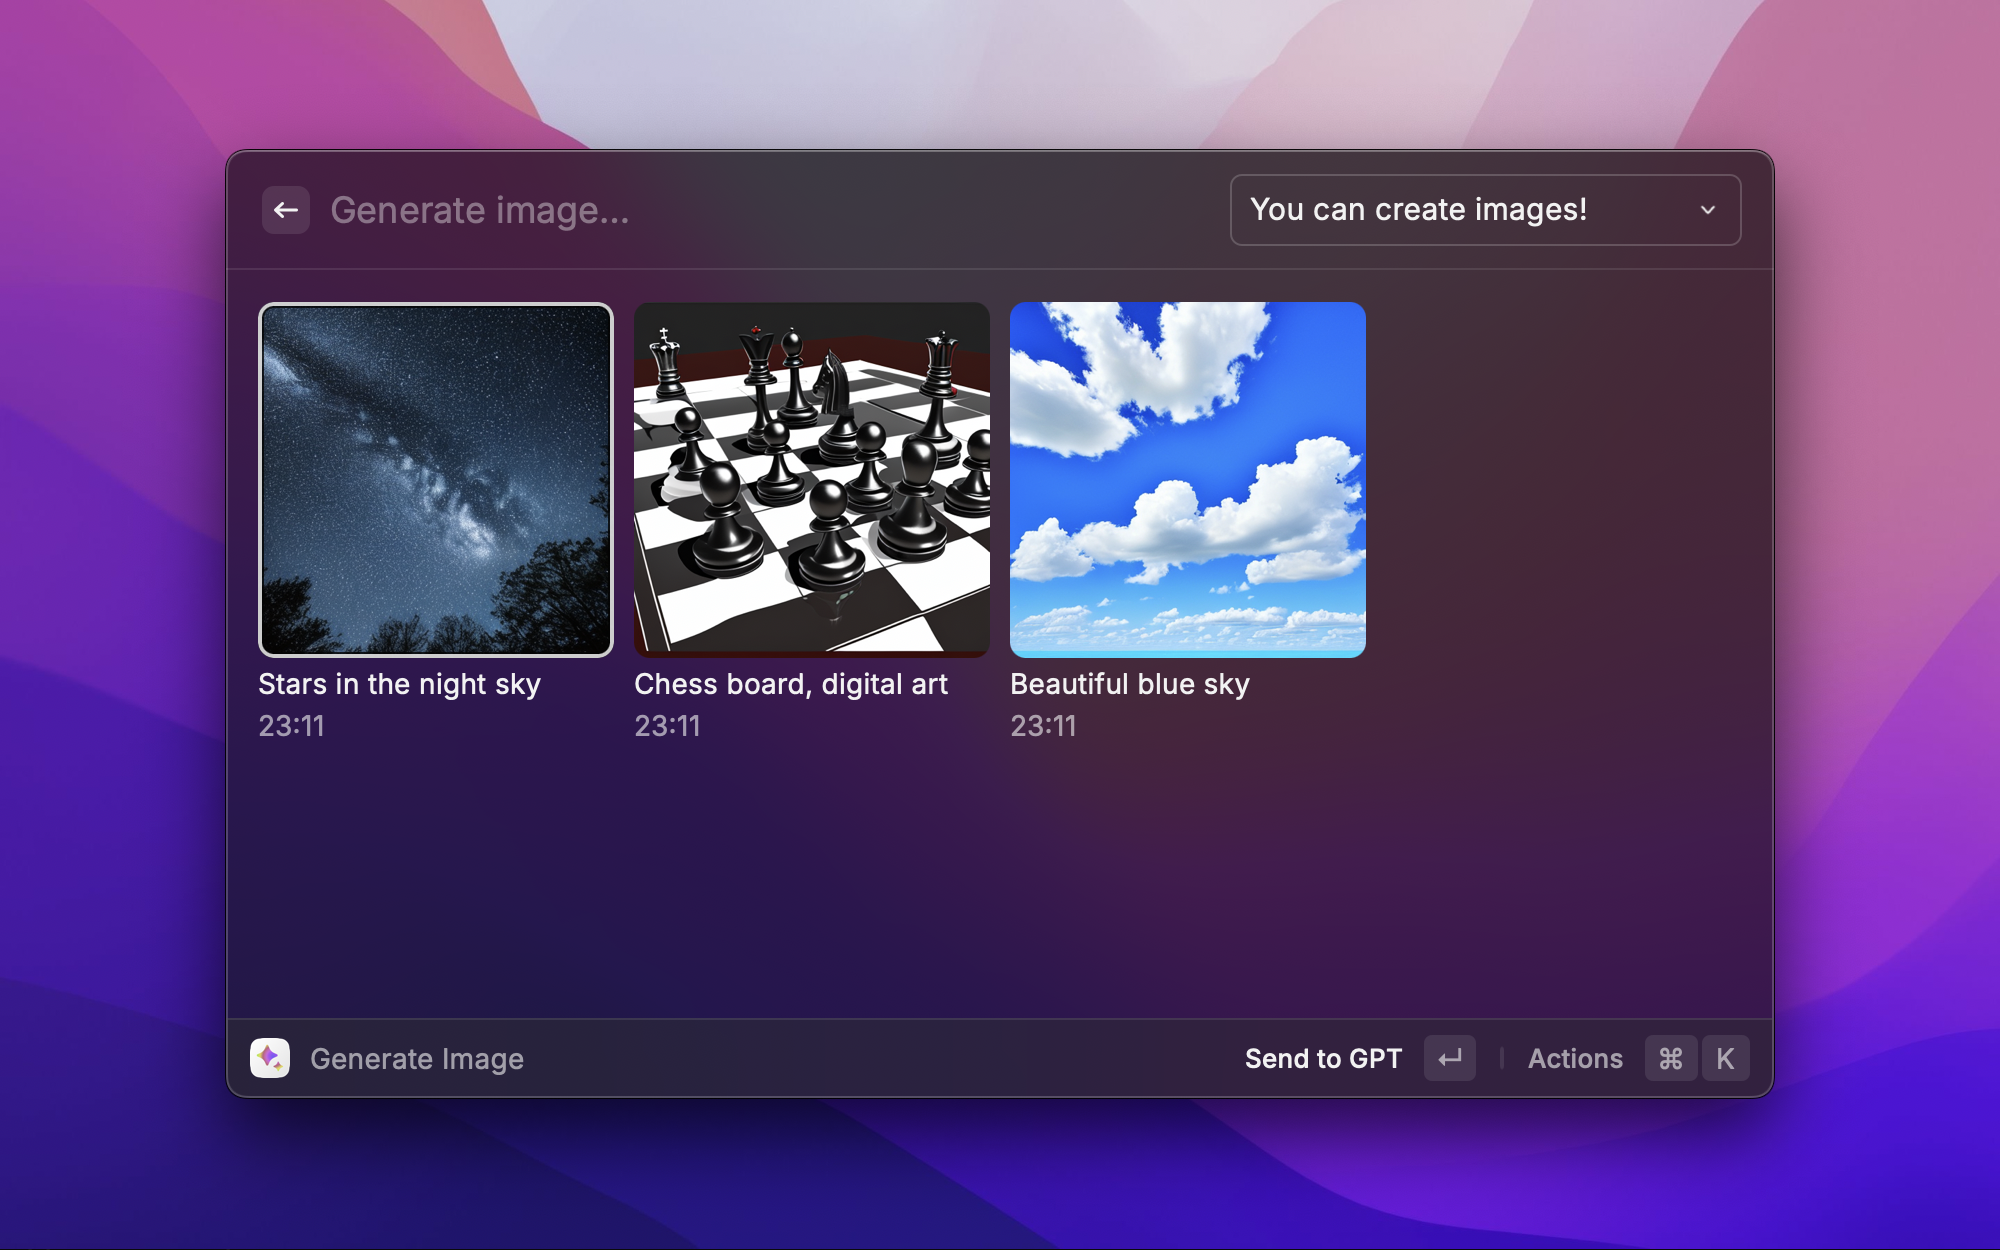 Generate image...
You can create images!
Stars in the night sky
23:11
Chess board, digital art
23:11
Beautiful blue sky
23:11
Generate Image
Send to GPT
Actions
⌘ K